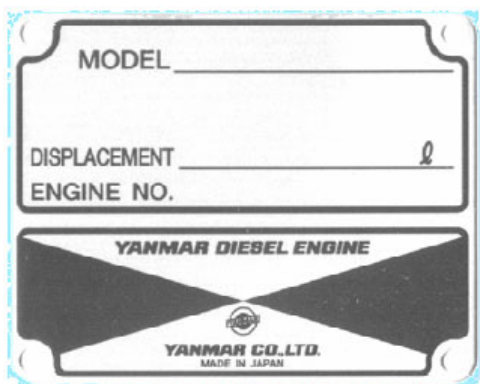 MODEL
DISPLACEMENT ℓ
ENGINE NO.
YANMAR DIESEL ENGINE
YANMAR CO.,LTD.
MADE IN JAPAN